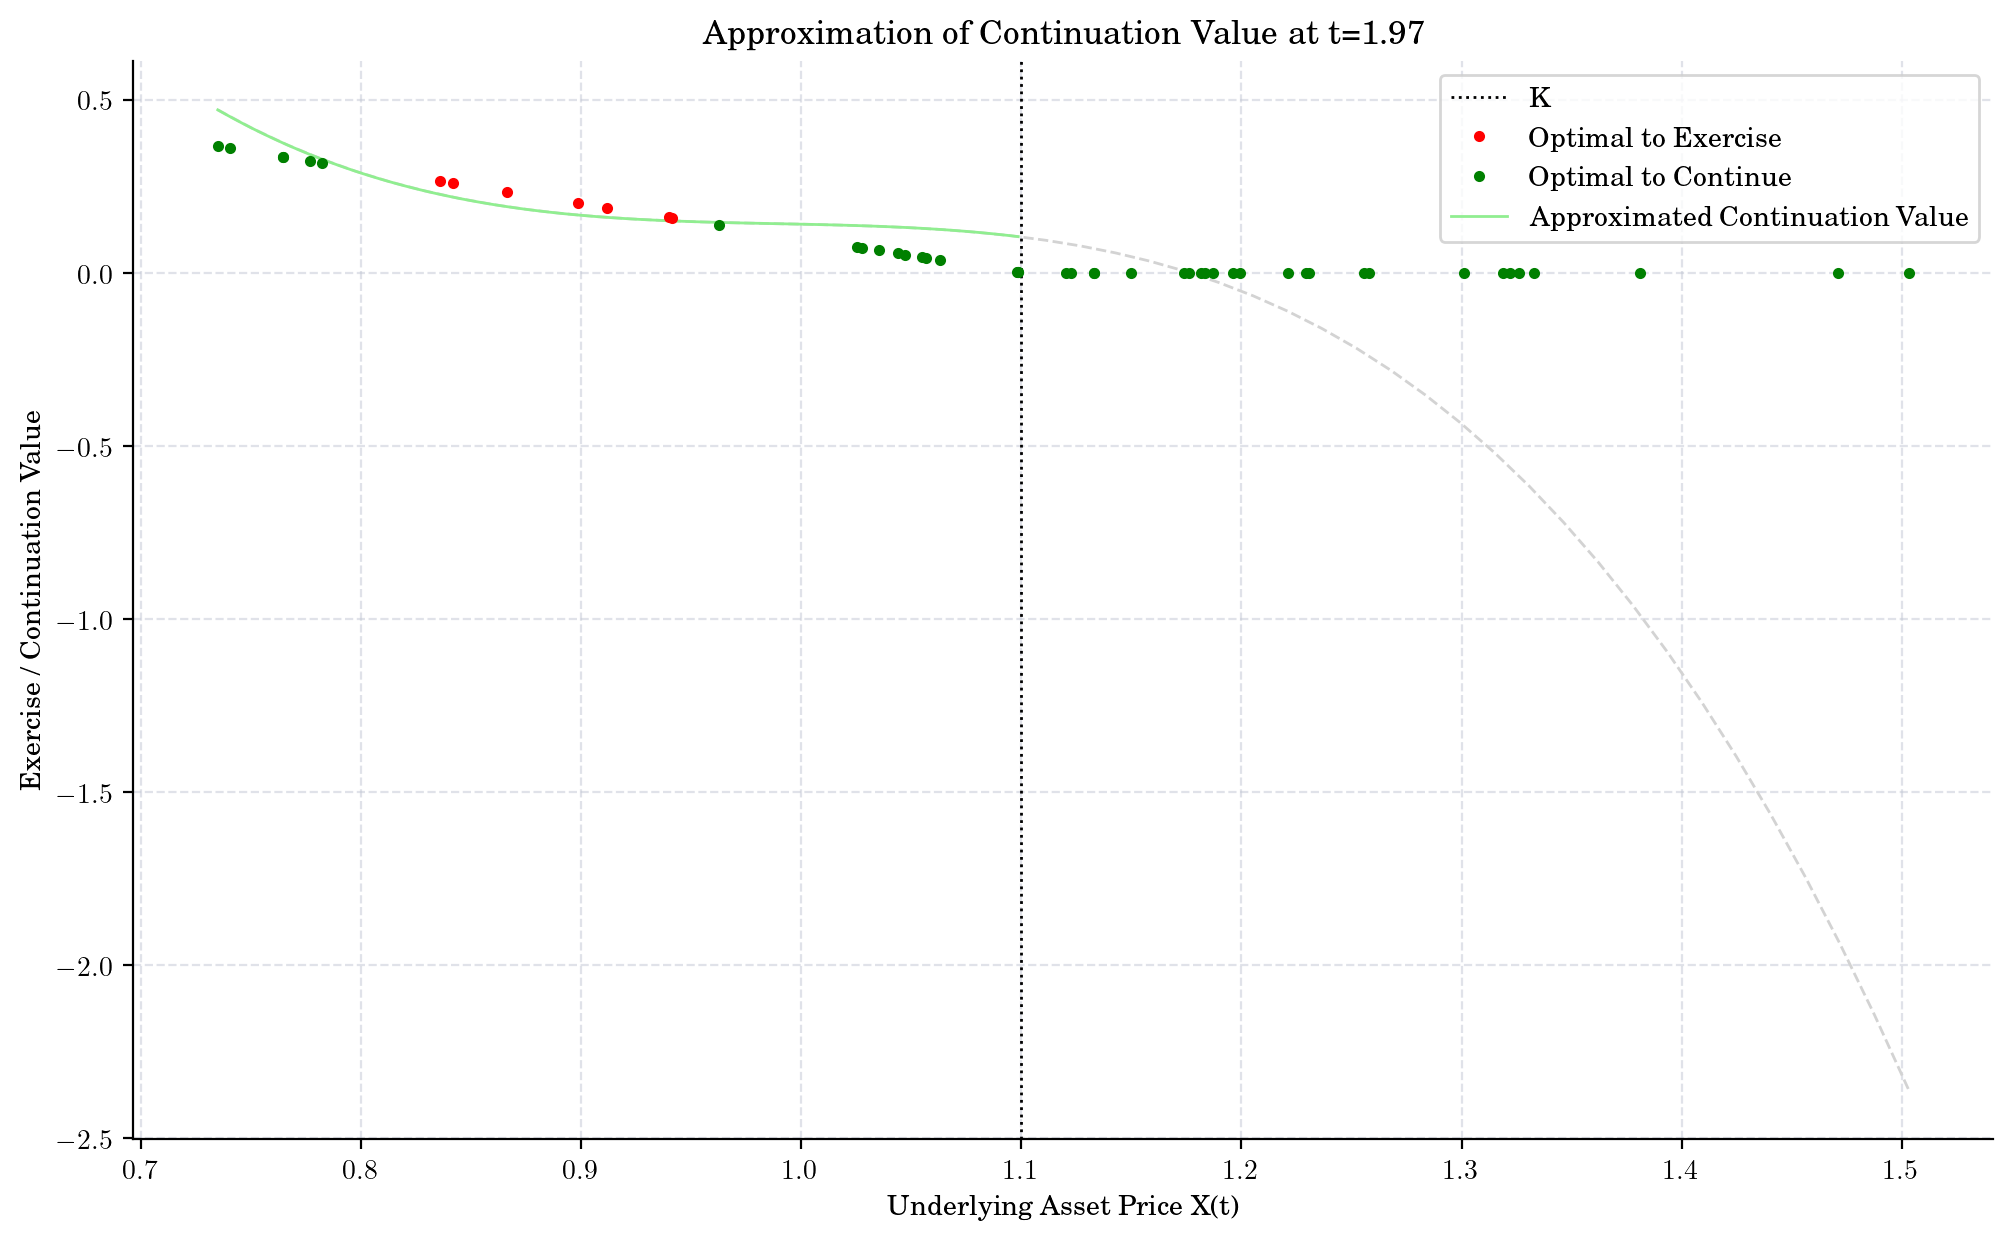 Approximation of Continuation Value at t=1.97
K
Optimal to Exercise
Optimal to Continue
Approximated Continuation Value
Exercise / Continuation Value
0.5
0.0
−0.5
−1.0
−1.5
−2.0
−2.5
0.7 0.8 0.9 1.0 1.1 1.2 1.3 1.4 1.5
Underlying Asset Price X(t)